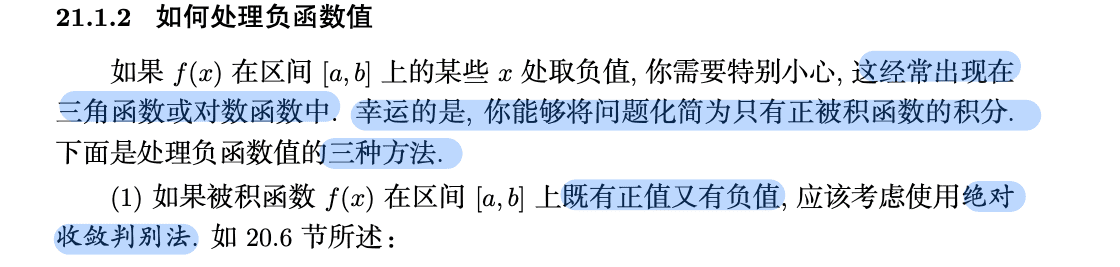 21.1.2 如何处理负函数值
如果 f(x) 在区间 [a, b] 上的某些 x 处取负值, 你需要特别小心, 这经常出现在
三角函数或对数函数中. 幸运的是, 你能够将问题化简为只有正被积函数的积分.
下面是处理负函数值的三种方法.
(1) 如果被积函数 f(x) 在区间 [a, b] 上既有正值又有负值, 应该考虑使用绝对
收敛判别法. 如 20.6 节所述: